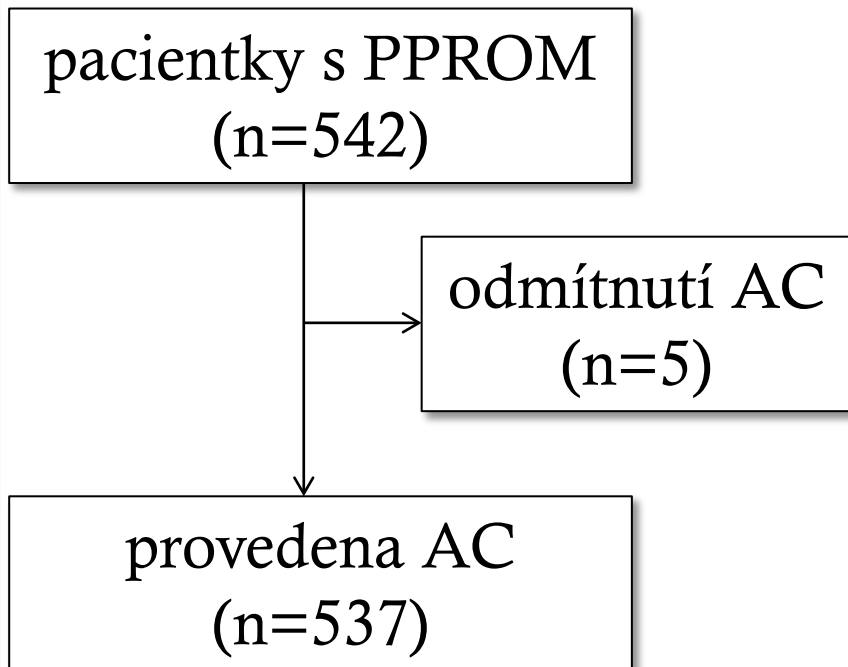 pacientky s PPROM
(n=542)
odmítnutí AC
(n=5)
provedena AC
(n=537)